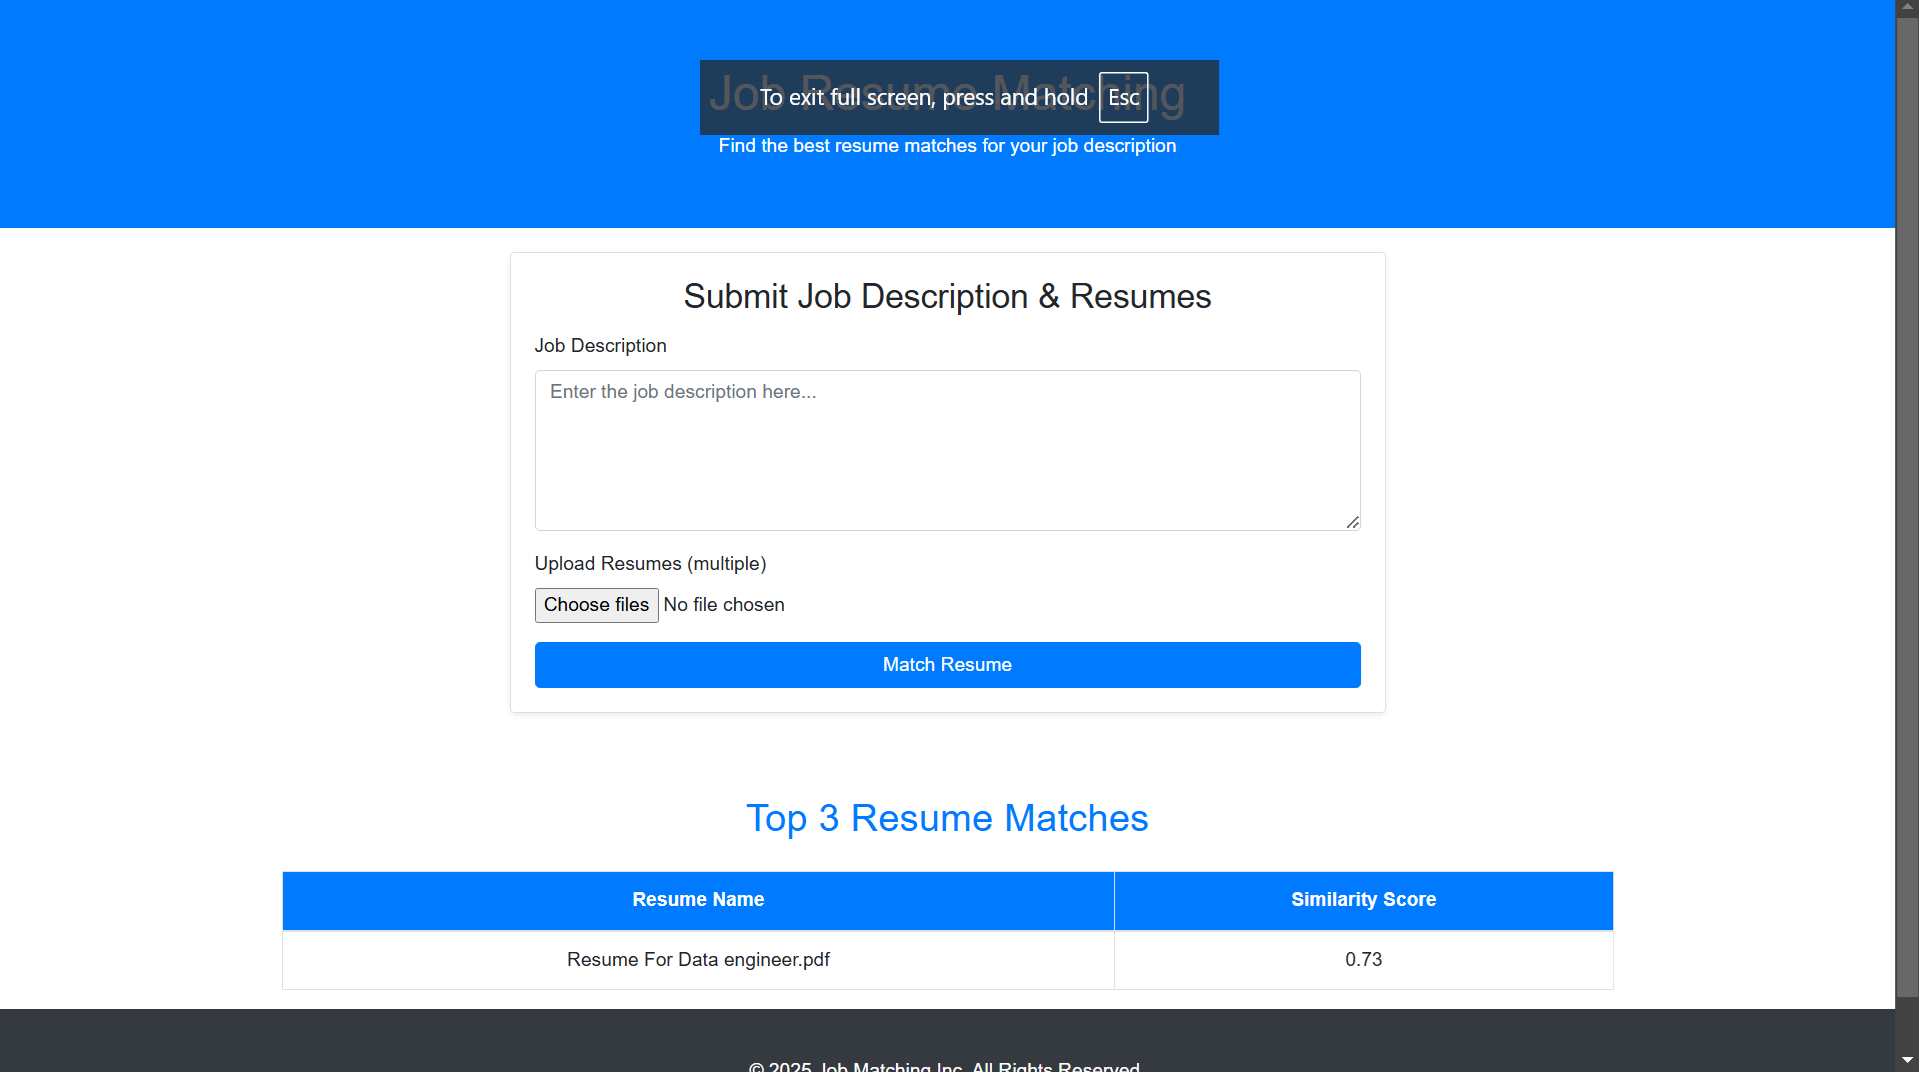 Job Resume Matching
To exit full screen, press and hold Esc
Find the best resume matches for your job description
Submit Job Description & Resumes
Job Description
Enter the job description here...
Upload Resumes (multiple)
Choose files No file chosen
Match Resume
Top 3 Resume Matches
Resume Name Similarity Score
Resume For Data engineer.pdf 0.73
© 2025 Job Matching Inc. All Rights Reserved.